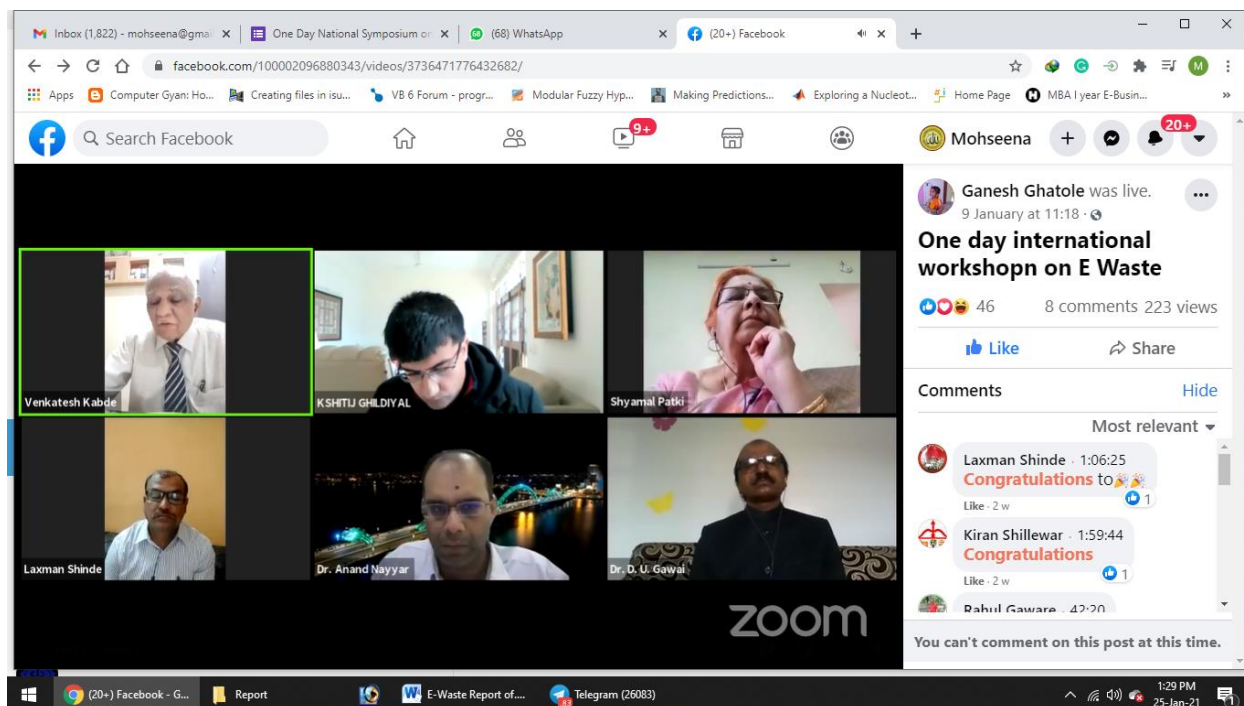 Inbox (1,822) - mohseena@gmai
One Day National Symposium on
(68) WhatsApp
(20+) Facebook
facebook.com/100002096880343/videos/3736471776432682/
M
Apps
Computer Gyan: Ho...
Creating files in isu...
VB 6 Forum - progr...
Modular Fuzzy Hyp...
Making Predictions...
Exploring a Nucleot...
Home Page
MBA I year E-Busin...
Search Facebook
9+
Mohseena
20+
Ganesh Ghatole was live.
9 January at 11:18
One day international
workshopn on E Waste
46
8 comments 223 views
Like
Share
Comments
Hide
Most relevant
Laxman Shinde · 1:06:25
Congratulations to🎉🎉
1
Like · 2 w
Kiran Shillewar · 1:59:44
Congratulations
1
Like · 2 w
Rahul Gaware · 42:20
You can't comment on this post at this time.
Venkatesh Kabde
KSHITIJ GHILDIYAL
Shyamal Patki
Laxman Shinde
Dr. Anand Nayyar
Dr. D. U. Gawai
zoom
(20+) Facebook - G...
Report
E-Waste Report of....
Telegram (26083)
1:29 PM
25-Jan-21